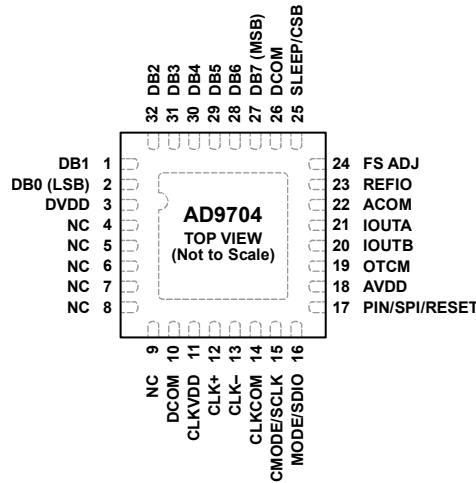 32 DB2
31 DB3
30 DB4
29 DB5
28 DB6
27 DB7 (MSB)
26 DCOM
25 SLEEP/CSB
DB1 1
DB0 (LSB) 2
DVDD 3
NC 4
NC 5
NC 6
NC 7
NC 8
AD9704
TOP VIEW
(Not to Scale)
24 FS ADJ
23 REFIO
22 ACOM
21 IOUTA
20 IOUTB
19 OTCM
18 AVDD
17 PIN/SPI/RESET
NC 9
DCOM 10
CLKVDD 11
CLK+ 12
CLK– 13
CLKCOM 14
CMODE/SCLK 15
MODE/SDIO 16